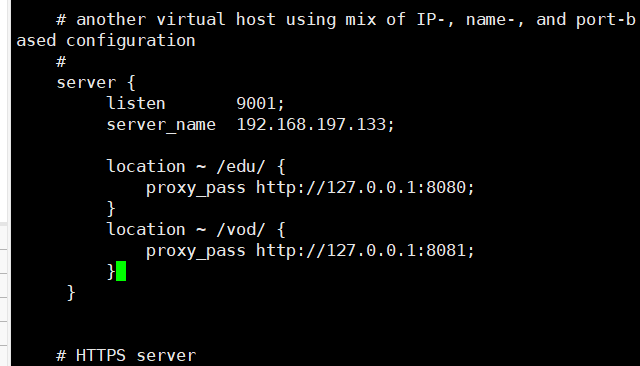 # another virtual host using mix of IP-, name-, and port-b
ased configuration
    #
    server {
         listen       9001;
         server_name  192.168.197.133;

         location ~ /edu/ {
             proxy_pass http://127.0.0.1:8080;
         }
         location ~ /vod/ {
             proxy_pass http://127.0.0.1:8081;
         }
     }


    # HTTPS server